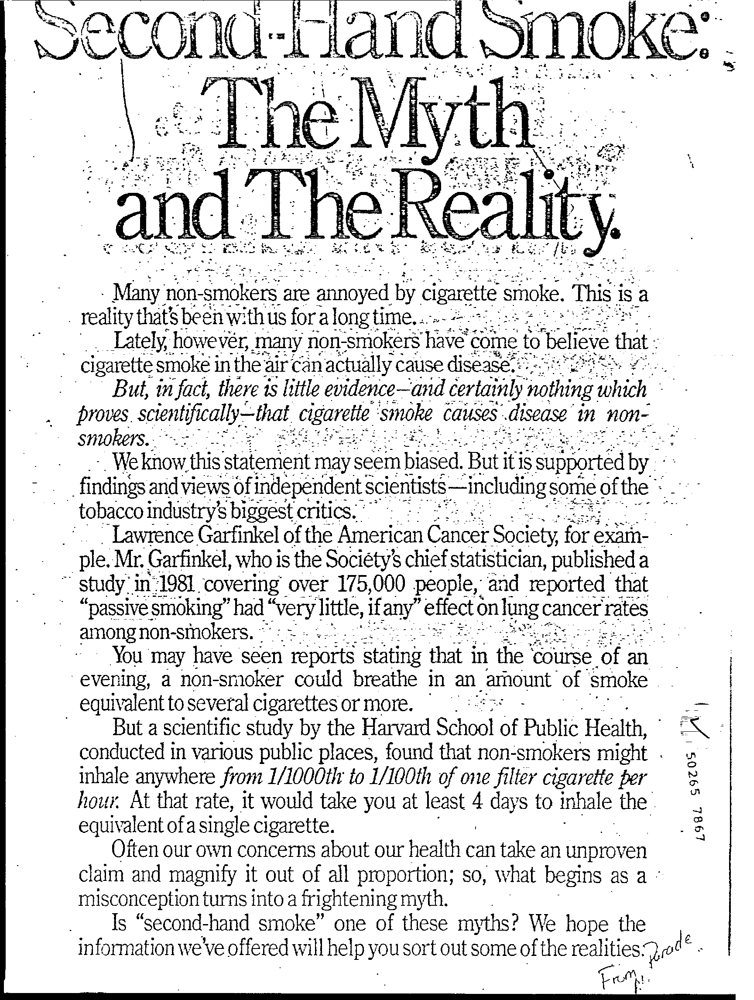 Second-Hand Smoke:
The Myth
and The Reality.
Many non-smokers are annoyed by cigarette smoke. This is a
reality that's been with us for a long time.
Lately, however, many non-smokers have come to believe that
cigarette smoke in the air can actually cause disease.
But, in fact, there is little evidence—and certainly nothing which
proves scientifically—that cigarette smoke causes disease in non-
smokers.
We know this statement may seem biased. But it is supported by
findings and views of independent scientists—including some of the
tobacco industry's biggest critics.
Lawrence Garfinkel of the American Cancer Society, for exam-
ple. Mr. Garfinkel, who is the Society's chief statistician, published a
study in 1981 covering over 175,000 people, and reported that
"passive smoking" had "very little, if any" effect on lung cancer rates
among non-smokers.
You may have seen reports stating that in the course of an
evening, a non-smoker could breathe in an amount of smoke
equivalent to several cigarettes or more.
But a scientific study by the Harvard School of Public Health,
conducted in various public places, found that non-smokers might
inhale anywhere from 1/1000th to 1/100th of one filter cigarette per
hour. At that rate, it would take you at least 4 days to inhale the
equivalent of a single cigarette.
Often our own concerns about our health can take an unproven
claim and magnify it out of all proportion; so, what begins as a
misconception turns into a frightening myth.
Is "second-hand smoke" one of these myths? We hope the
information we've offered will help you sort out some of the realities.
From Parade
50265 7867